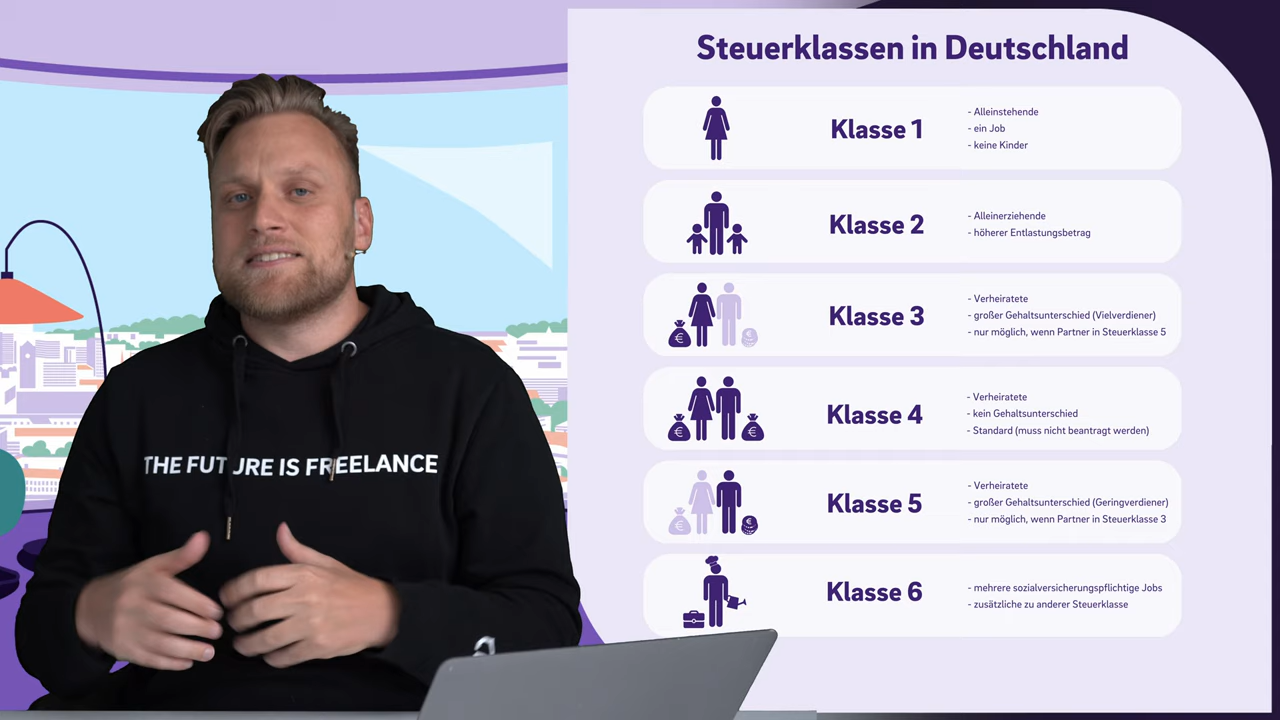 Steuerklassen in Deutschland
Klasse 1
- Alleinstehende
- ein Job
- keine Kinder
Klasse 2
- Alleinerziehende
- höherer Entlastungsbetrag
Klasse 3
- Verheiratete
- großer Gehaltsunterschied (Vielverdiener)
- nur möglich, wenn Partner in Steuerklasse 5
Klasse 4
- Verheiratete
- kein Gehaltsunterschied
- Standard (muss nicht beantragt werden)
Klasse 5
- Verheiratete
- großer Gehaltsunterschied (Geringverdiener)
- nur möglich, wenn Partner in Steuerklasse 3
Klasse 6
- mehrere sozialversicherungspflichtige Jobs
- zusätzliche zu anderer Steuerklasse
THE FUTURE IS FREELANCE